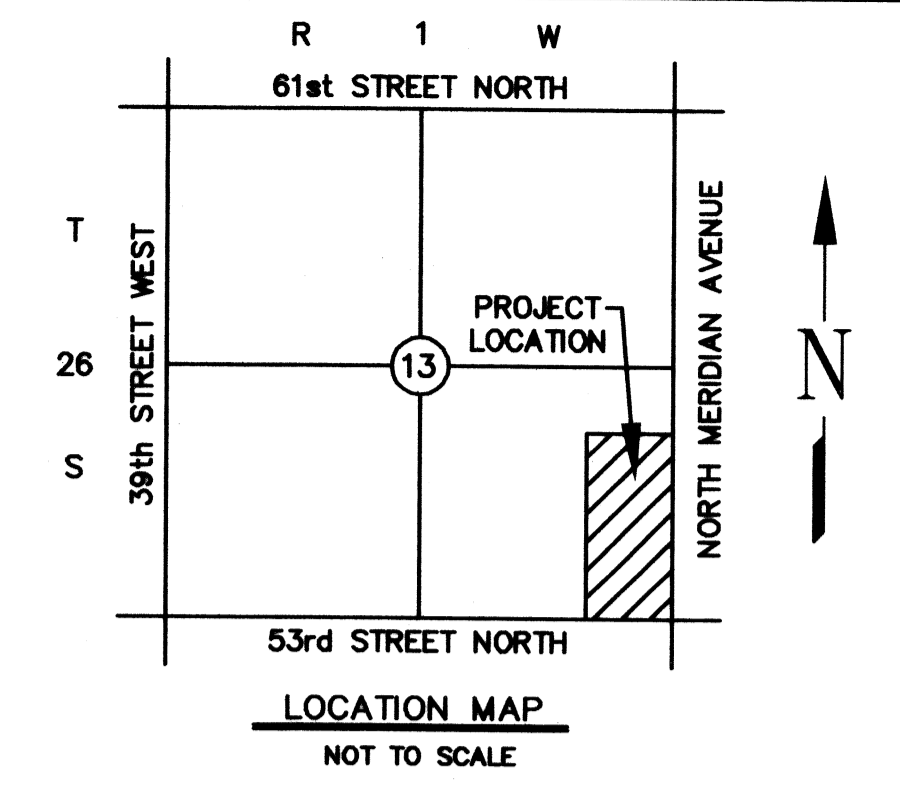 R 1 W
61st STREET NORTH
T
26
S
39th STREET WEST
PROJECT
LOCATION
13
NORTH MERIDIAN AVENUE
N
53rd STREET NORTH
LOCATION MAP
NOT TO SCALE